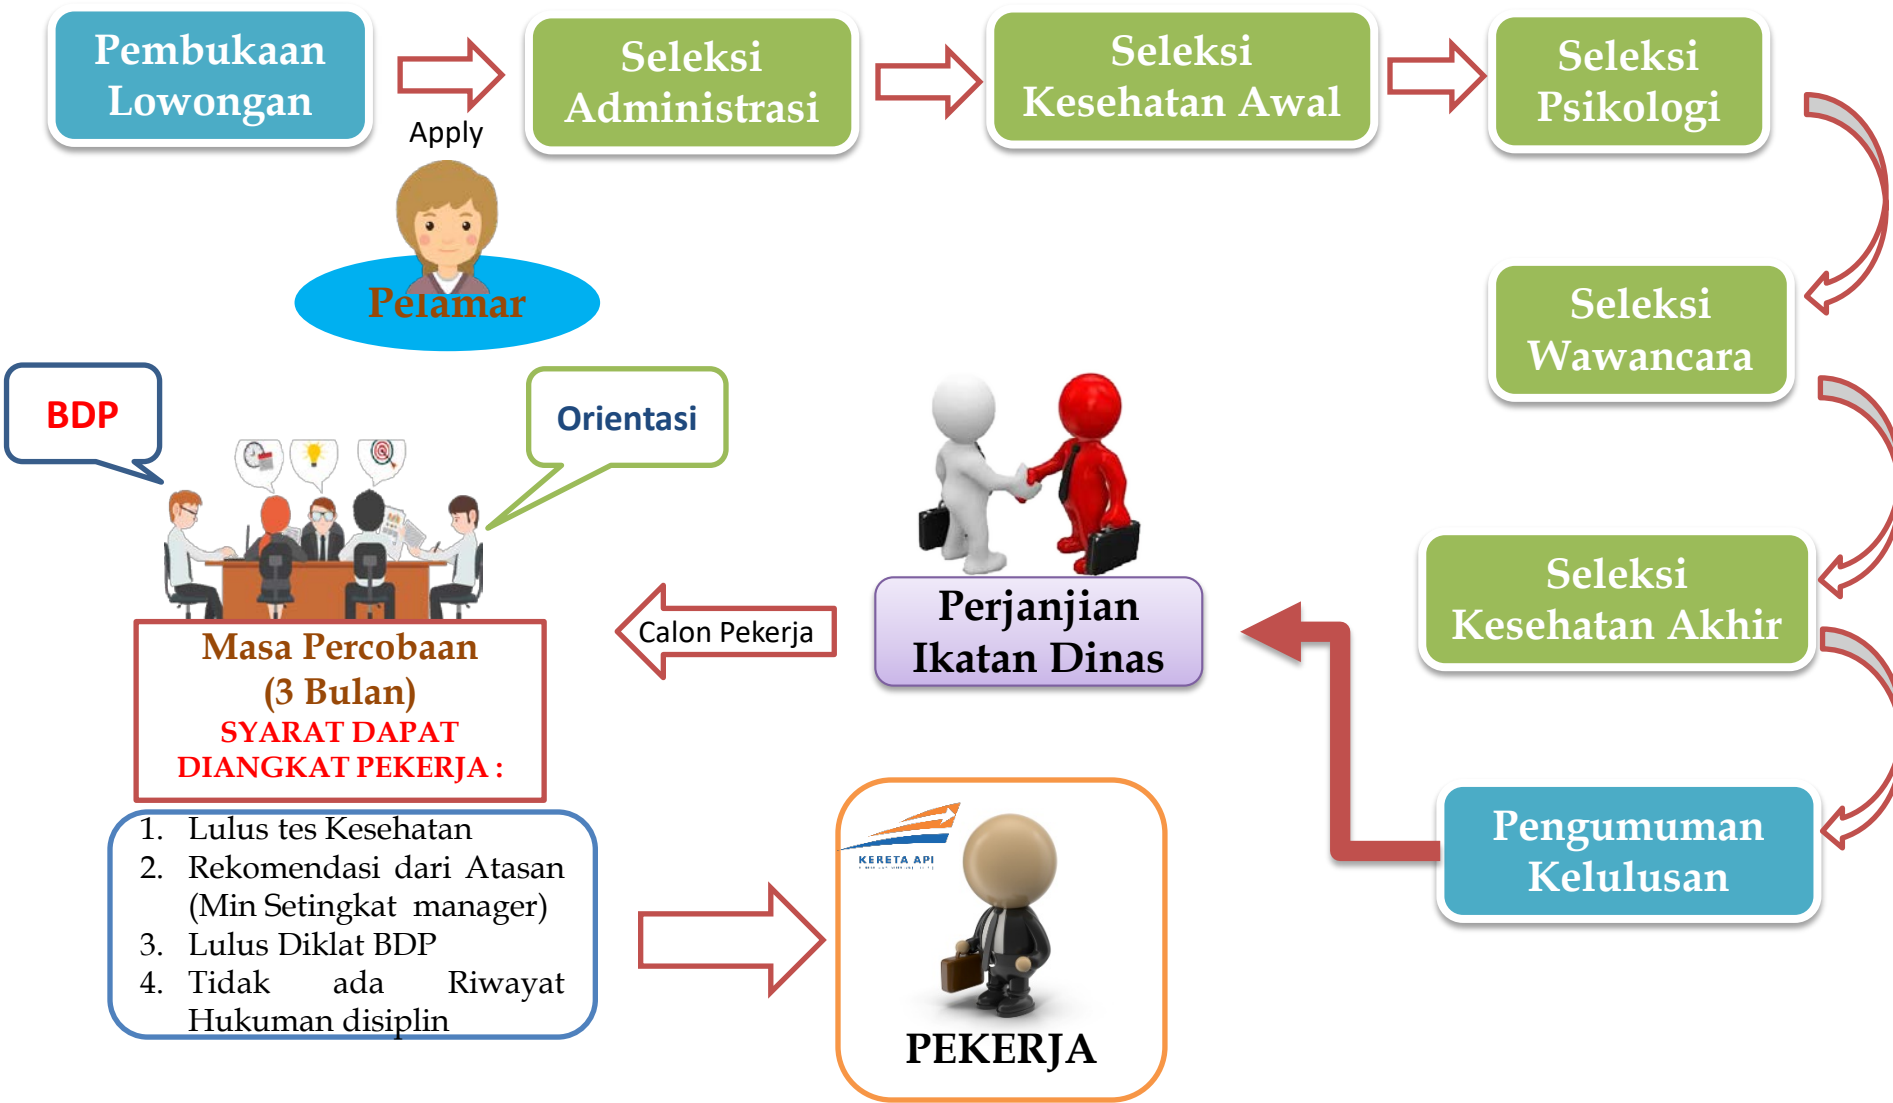 Pembukaan
Lowongan
Apply
Seleksi
Administrasi
Seleksi
Kesehatan Awal
Seleksi
Psikologi
Pelamar
Seleksi
Wawancara
BDP
Orientasi
Seleksi
Kesehatan Akhir
Perjanjian
Ikatan Dinas
Calon Pekerja
Masa Percobaan
(3 Bulan)
SYARAT DAPAT
DIANGKAT PEKERJA :
1. Lulus tes Kesehatan
2. Rekomendasi dari Atasan
(Min Setingkat manager)
3. Lulus Diklat BDP
4. Tidak ada Riwayat
Hukuman disiplin
Pengumuman
Kelulusan
KERETA API
PEKERJA